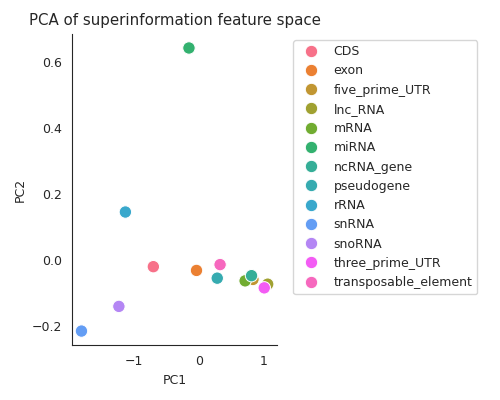 PCA of superinformation feature space
PC2
0.6
0.4
0.2
0.0
−0.2
−1
0
1
PC1
CDS
exon
five_prime_UTR
lnc_RNA
mRNA
miRNA
ncRNA_gene
pseudogene
rRNA
snRNA
snoRNA
three_prime_UTR
transposable_element